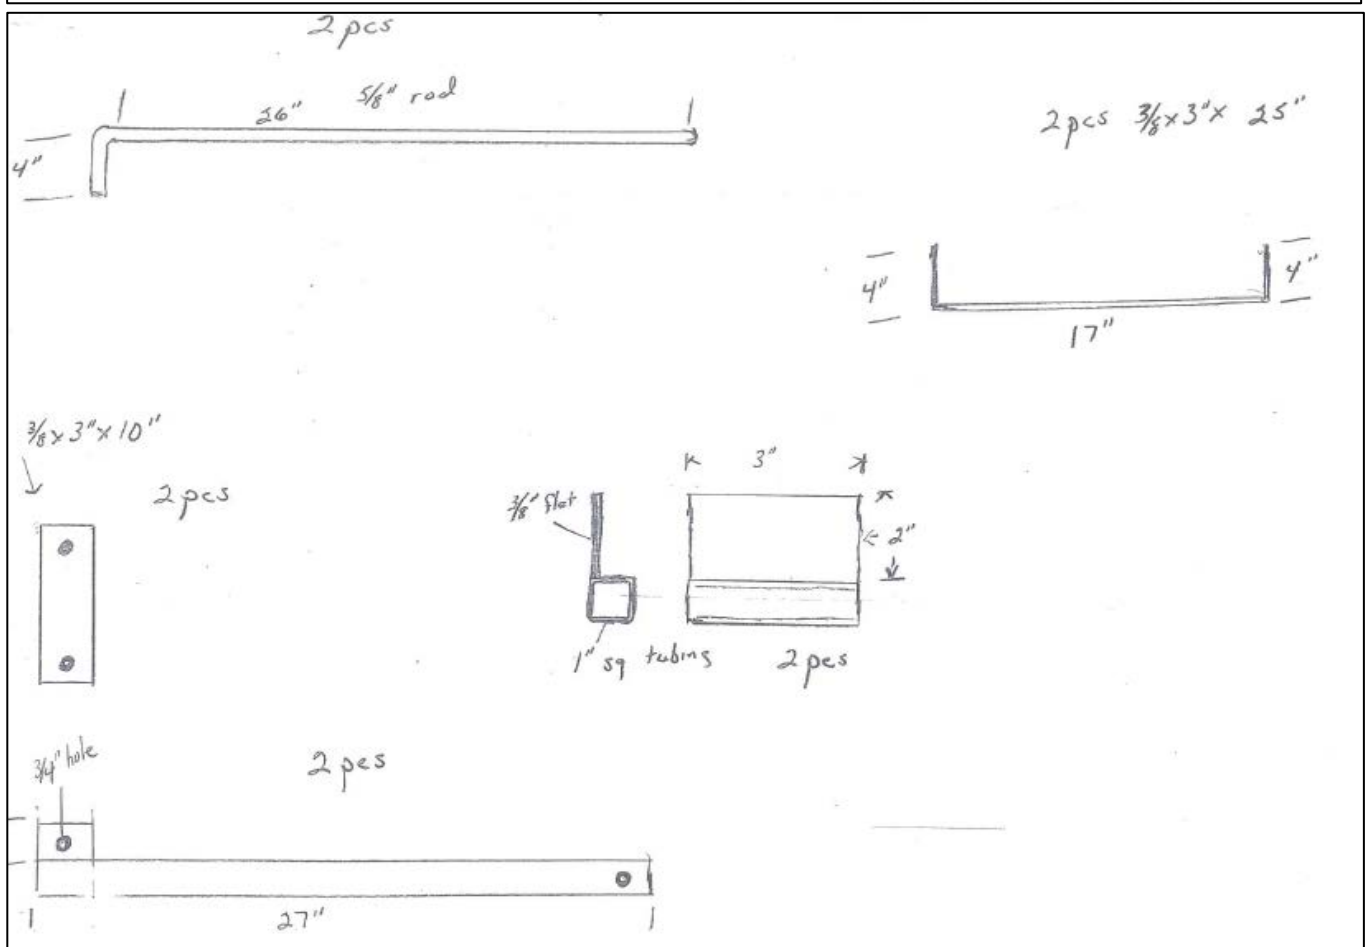 2 pcs
26" 5/8" rod
4"
2 pcs 3/8 x 3" x 25"
4" 4"
17"
3/8 x 3" x 10"
2 pcs
3"
3/8" flat
2"
1" sq tubing 2 pcs
3/4" hole
2 pcs
27"